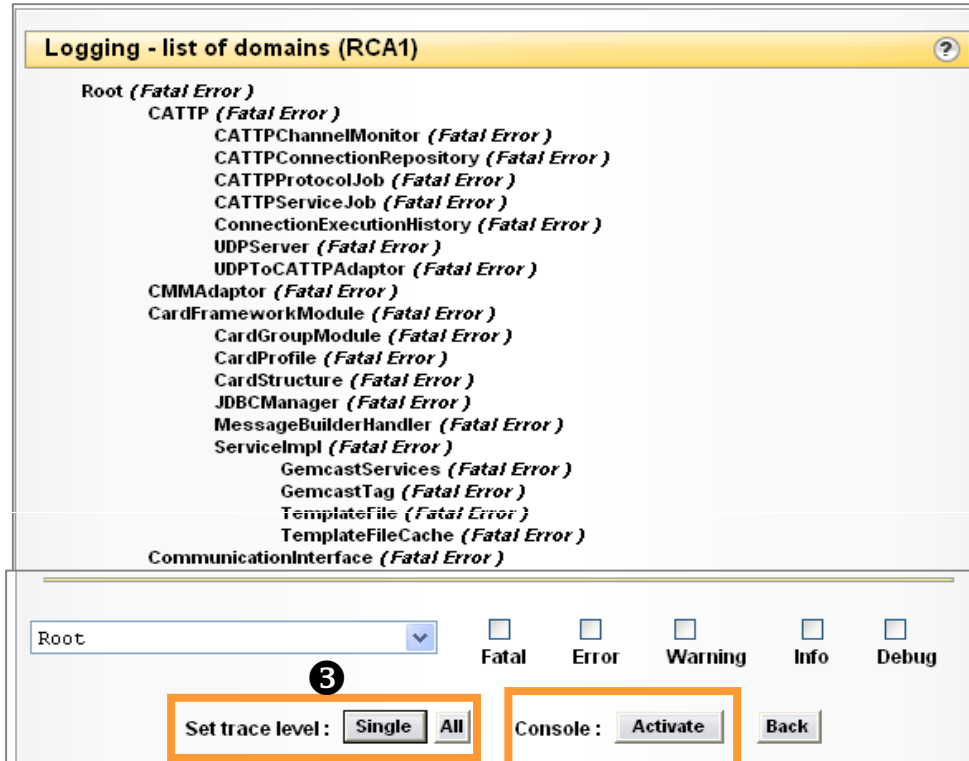 Logging - list of domains (RCA1) ?
Root (Fatal Error )
CATTP (Fatal Error )
CATTPChannelMonitor (Fatal Error )
CATTPConnectionRepository (Fatal Error )
CATTPProtocolJob (Fatal Error )
CATTPServiceJob (Fatal Error )
ConnectionExecutionHistory (Fatal Error )
UDPServer (Fatal Error )
UDPToCATTPAdaptor (Fatal Error )
CMMAdaptor (Fatal Error )
CardFrameworkModule (Fatal Error )
CardGroupModule (Fatal Error )
CardProfile (Fatal Error )
CardStructure (Fatal Error )
JDBCManager (Fatal Error )
MessageBuilderHandler (Fatal Error )
ServiceImpl (Fatal Error )
GemcastServices (Fatal Error )
GemcastTag (Fatal Error )
TemplateFile (Fatal Error )
TemplateFileCache (Fatal Error )
CommunicationInterface (Fatal Error )
Root
Fatal Error Warning Info Debug
3
Set trace level : Single All Console : Activate Back